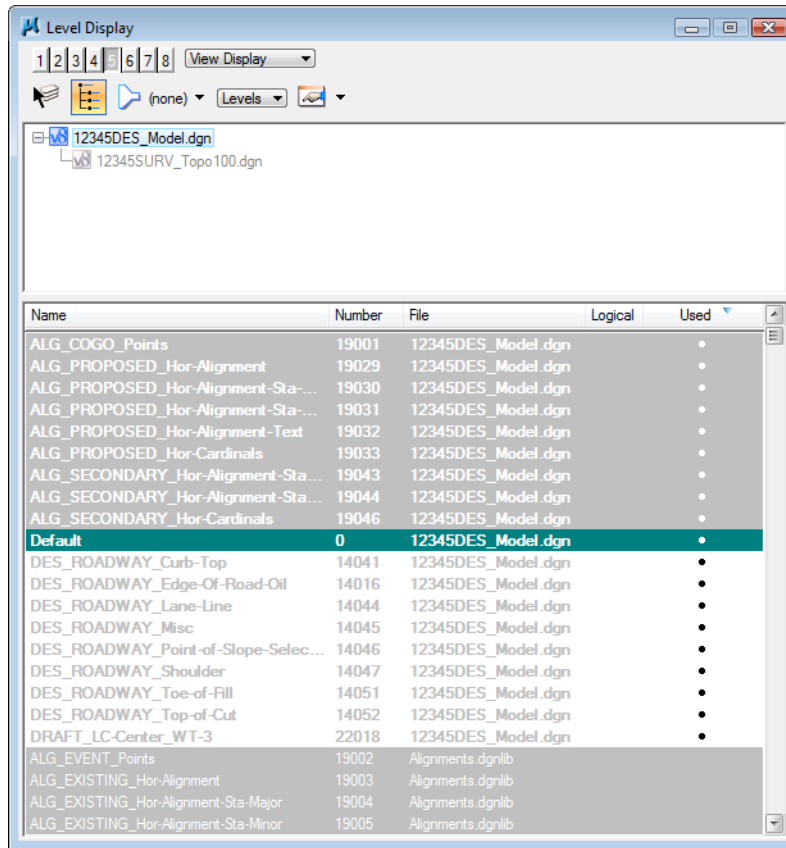 Level Display
1 2 3 4 5 6 7 8 View Display
(none) Levels
v8 12345DES_Model.dgn
v8 12345SURV_Topo100.dgn
Name Number File Logical Used
ALG_COGO_Points 19001 12345DES_Model.dgn •
ALG_PROPOSED_Hor-Alignment 19029 12345DES_Model.dgn •
ALG_PROPOSED_Hor-Alignment-Sta-... 19030 12345DES_Model.dgn •
ALG_PROPOSED_Hor-Alignment-Sta-... 19031 12345DES_Model.dgn •
ALG_PROPOSED_Hor-Alignment-Text 19032 12345DES_Model.dgn •
ALG_PROPOSED_Hor-Cardinals 19033 12345DES_Model.dgn •
ALG_SECONDARY_Hor-Alignment-Sta... 19043 12345DES_Model.dgn •
ALG_SECONDARY_Hor-Alignment-Sta... 19044 12345DES_Model.dgn •
ALG_SECONDARY_Hor-Cardinals 19046 12345DES_Model.dgn •
Default 0 12345DES_Model.dgn •
DES_ROADWAY_Curb-Top 14041 12345DES_Model.dgn •
DES_ROADWAY_Edge-Of-Road-Oil 14016 12345DES_Model.dgn •
DES_ROADWAY_Lane-Line 14044 12345DES_Model.dgn •
DES_ROADWAY_Misc 14045 12345DES_Model.dgn •
DES_ROADWAY_Point-of-Slope-Selec... 14046 12345DES_Model.dgn •
DES_ROADWAY_Shoulder 14047 12345DES_Model.dgn •
DES_ROADWAY_Toe-of-Fill 14051 12345DES_Model.dgn •
DES_ROADWAY_Top-of-Cut 14052 12345DES_Model.dgn •
DRAFT_LC-Center_WT-3 22018 12345DES_Model.dgn •
ALG_EVENT_Points 19002 Alignments.dgnlib
ALG_EXISTING_Hor-Alignment 19003 Alignments.dgnlib
ALG_EXISTING_Hor-Alignment-Sta-Major 19004 Alignments.dgnlib
ALG_EXISTING_Hor-Alignment-Sta-Minor 19005 Alignments.dgnlib